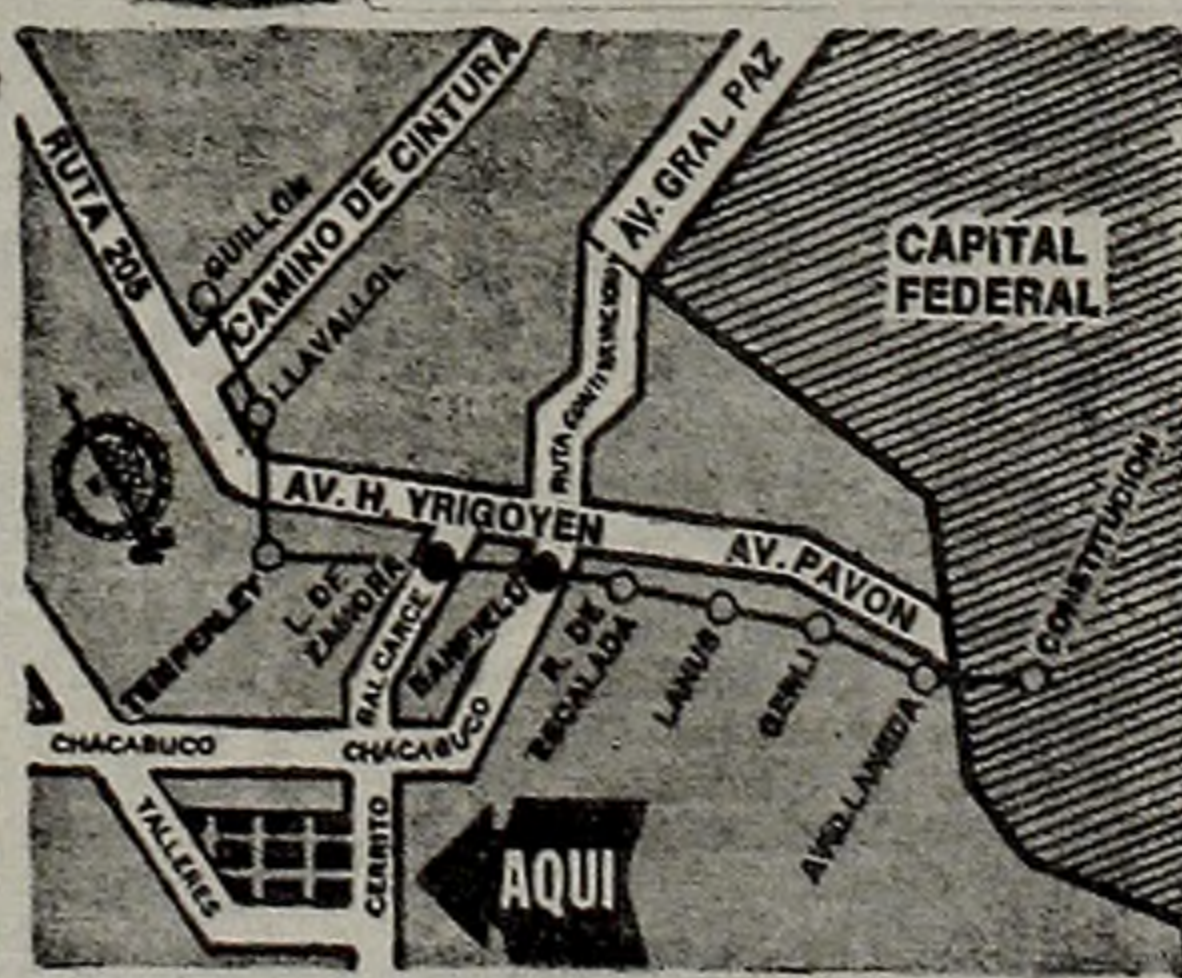 RUTA 205
QUILLON
CAMINO DE CINTURA
LLAVALLOL
AV. GRAL. PAZ
CAPITAL
FEDERAL
RUTA
AV. H. YRIGOYEN
AV. PAVON
CONSTITUCION
TEMPERLEY
L. DE
ZAMORA
BALCARCE
BANFIELD
R. DE
ESCALADA
LANUS
GERLI
AVELLANEDA
CHACABUCO
CHACABUCO
TALLERES
CERRITO
AQUI